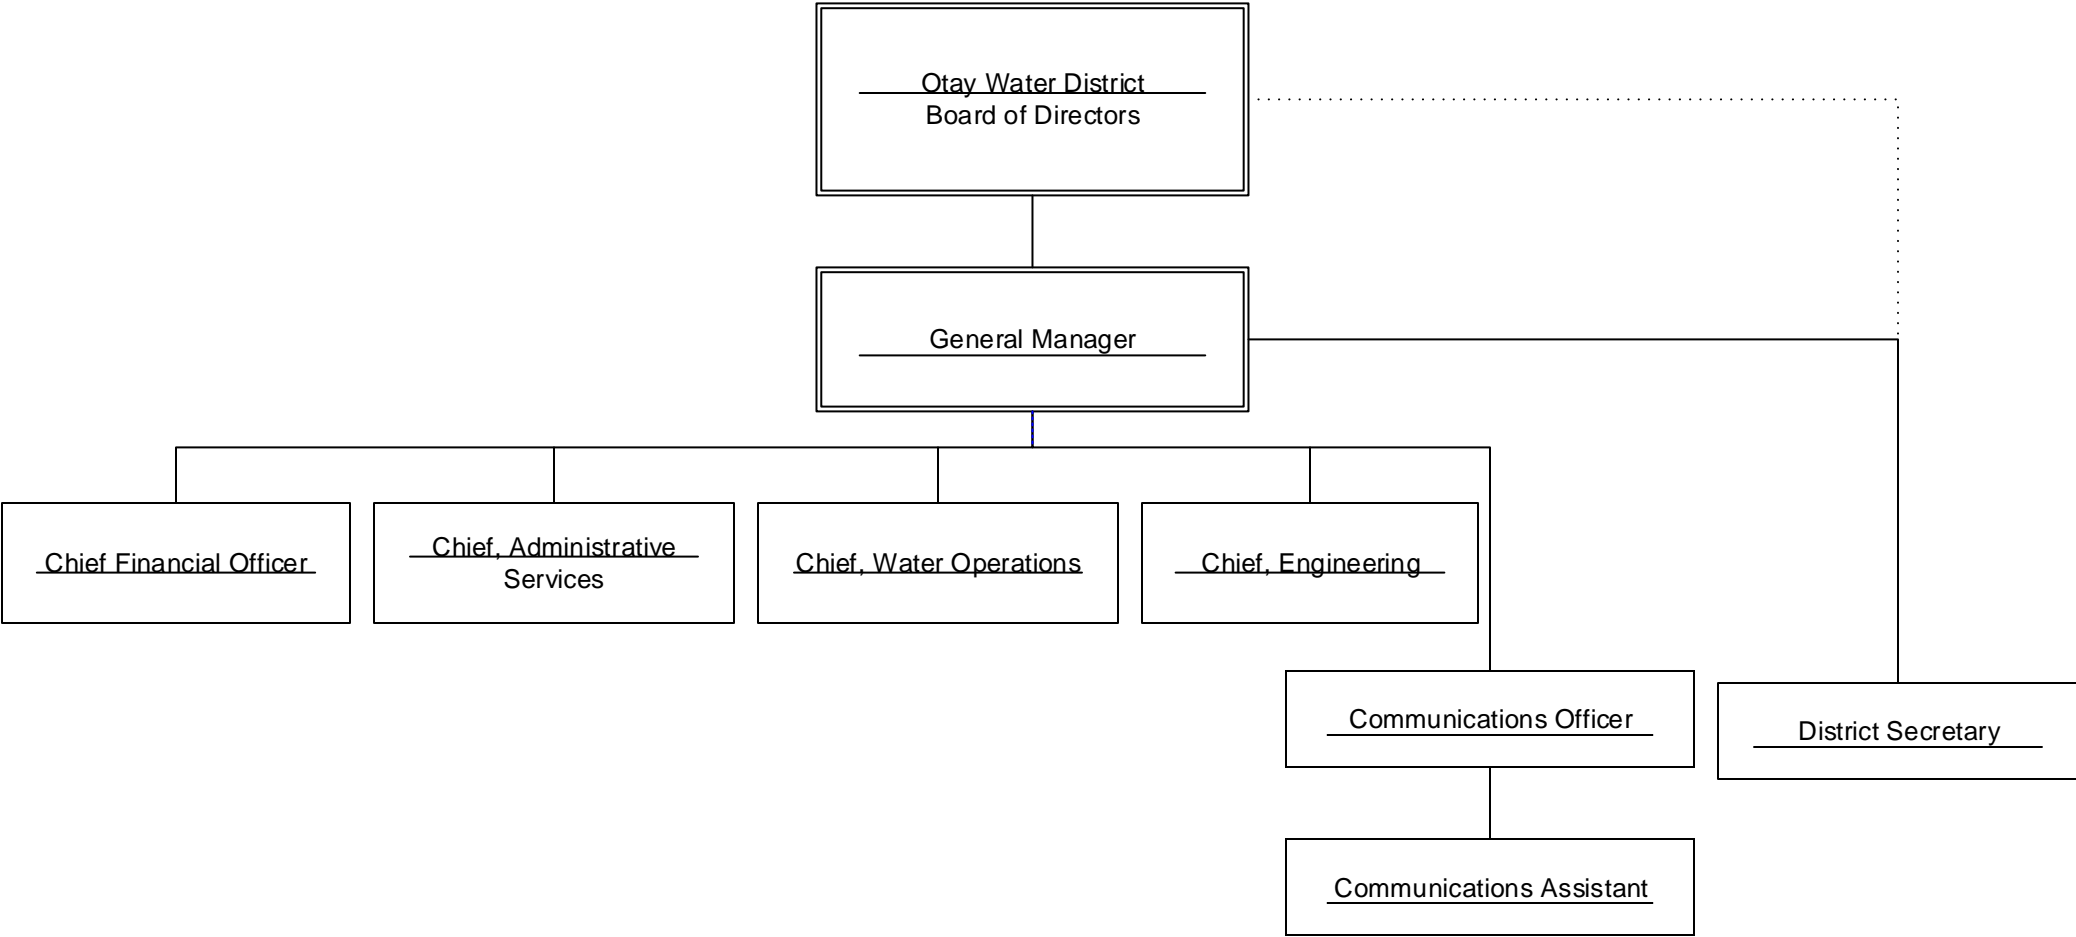 Otay Water District
Board of Directors
General Manager
Chief Financial Officer
Chief, Administrative
Services
Chief, Water Operations
Chief, Engineering
Communications Officer
District Secretary
Communications Assistant